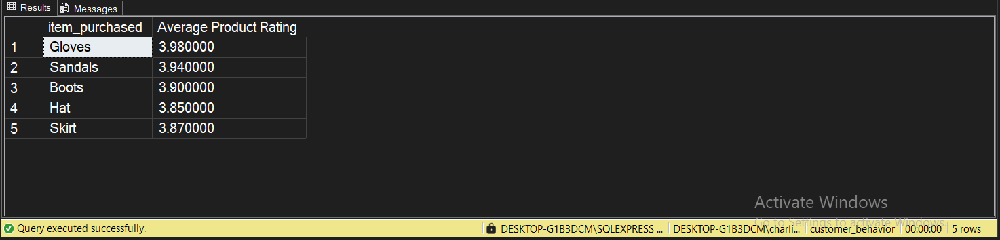 Results Messages
item_purchased Average Product Rating
1 Gloves 3.980000
2 Sandals 3.940000
3 Boots 3.900000
4 Hat 3.850000
5 Skirt 3.870000
Activate Windows
Go to Settings to activate Windows.
Query executed successfully. DESKTOP-G1B3DCM\SQLEXPRESS ... DESKTOP-G1B3DCM\charli... customer_behavior 00:00:00 5 rows